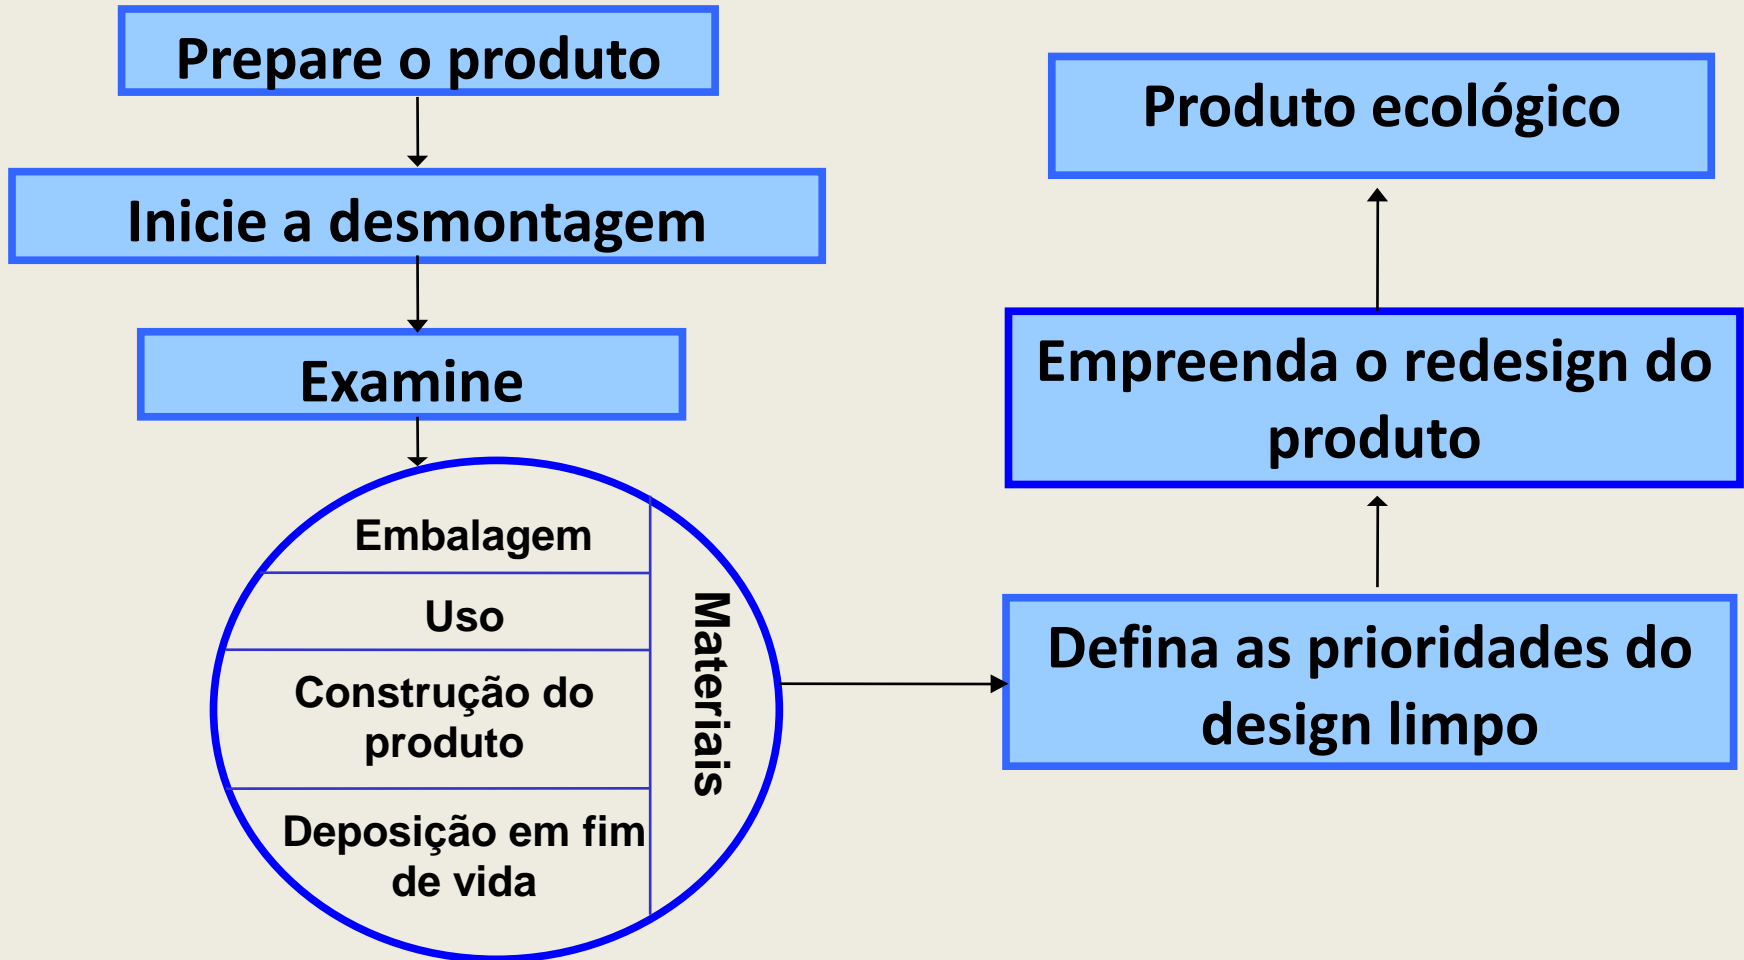 Prepare o produto
Inicie a desmontagem
Examine
Embalagem
Uso
Construção do
produto
Deposição em fim
de vida
Materiais
Defina as prioridades do
design limpo
Empreenda o redesign do
produto
Produto ecológico